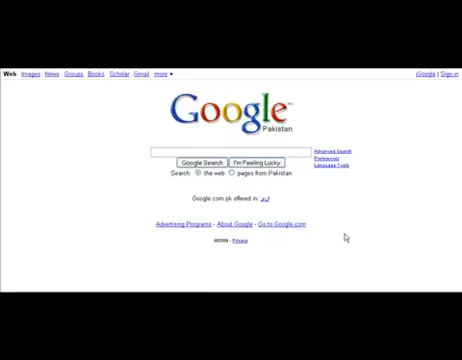 Web Images News Groups Books Scholar Gmail more ▼ iGoogle | Sign in
Google™
Pakistan
Advanced Search
Preferences
Language Tools
Google Search I'm Feeling Lucky
Search: the web pages from Pakistan
Google.com.pk offered in: اردو
Advertising Programs - About Google - Go to Google.com
©2009 - Privacy